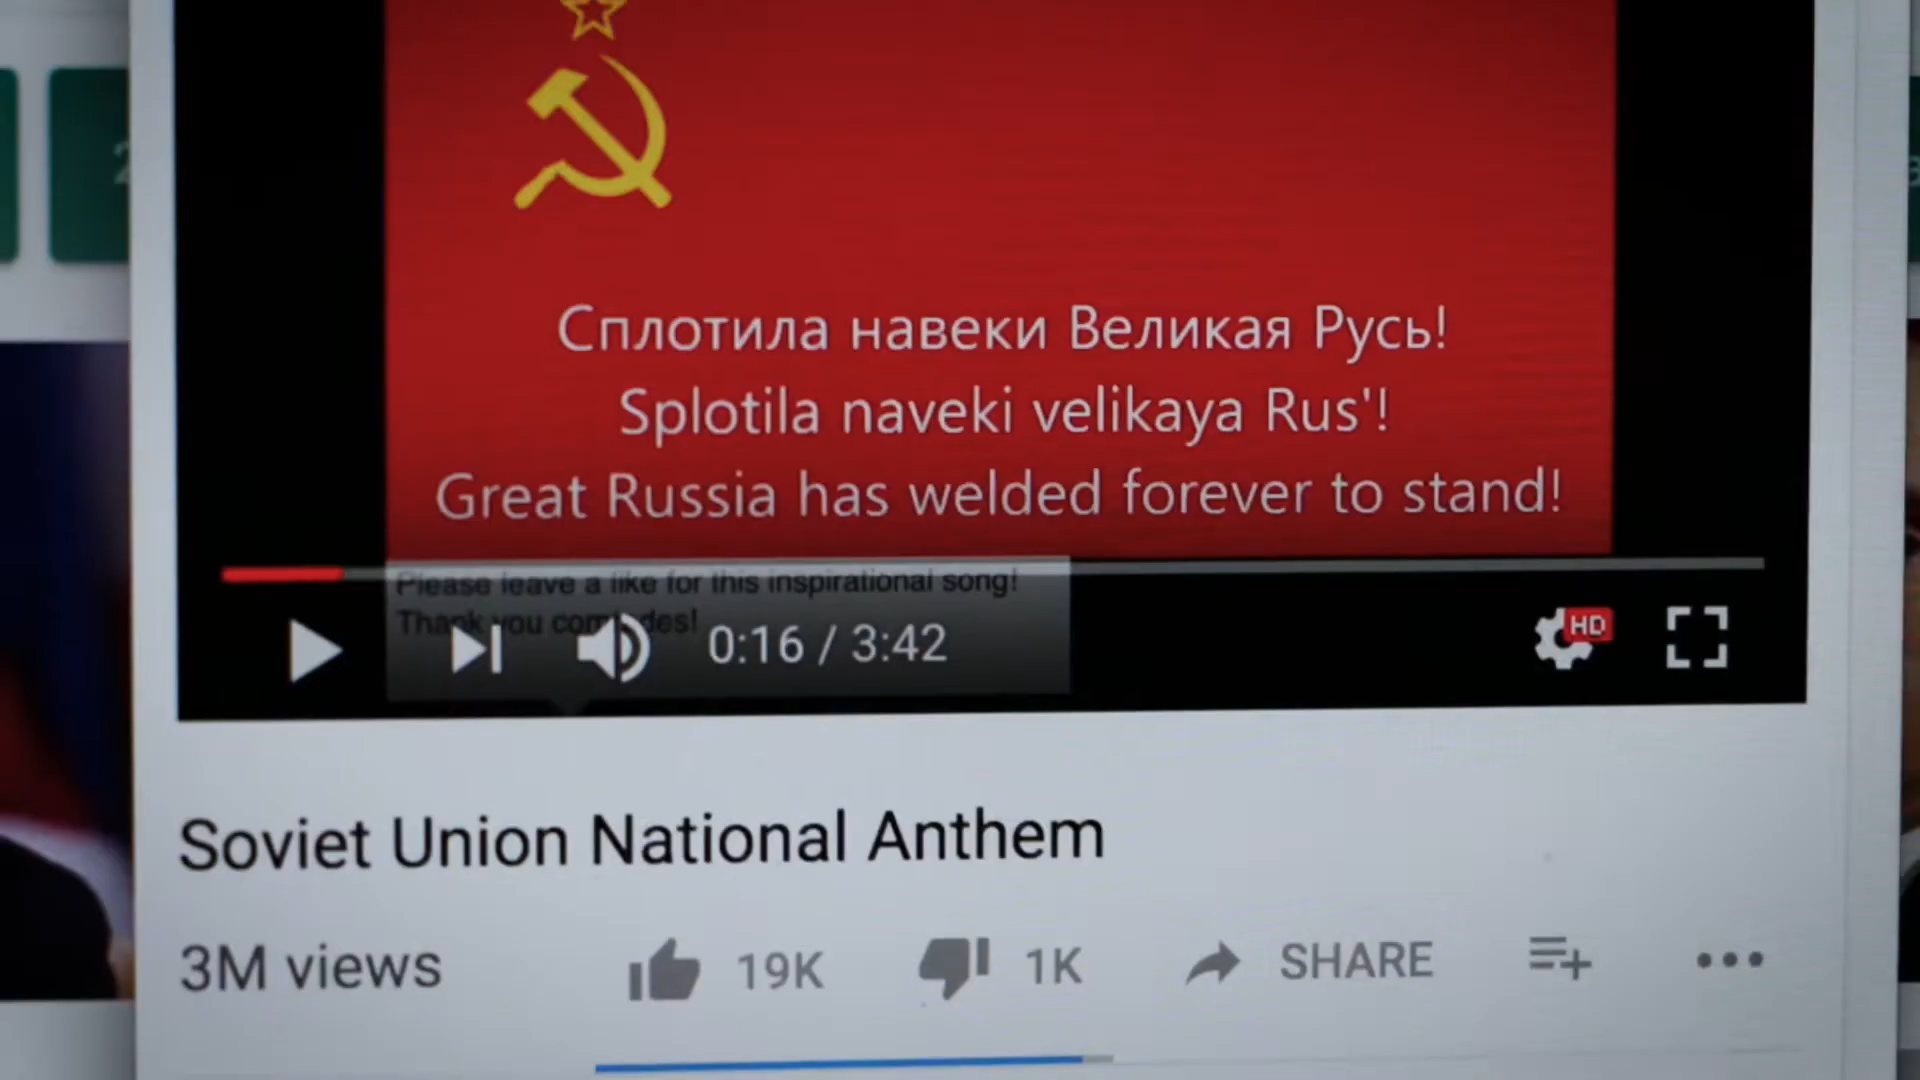 Сплотила навеки Великая Русь!
Splotila naveki velikaya Rus'!
Great Russia has welded forever to stand!
Please leave a like for this inspirational song!
Thank you comrades!
0:16 / 3:42
HD
Soviet Union National Anthem
3M views
19K
1K
SHARE